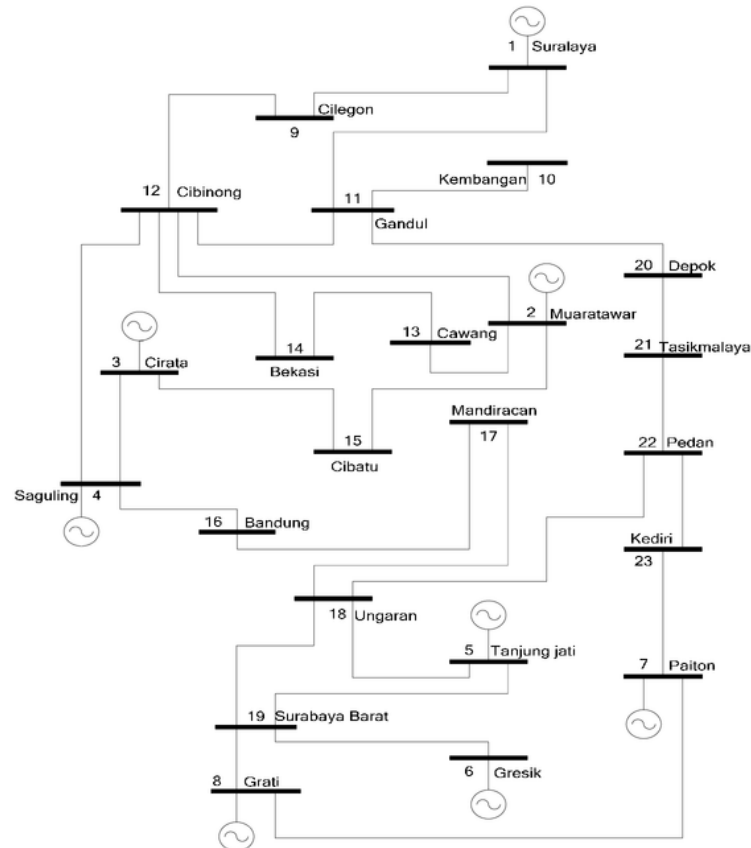 1 Suralaya
Cilegon
9
Kembangan 10
12 Cibinong
11
Gandul
20 Depok
2 Muaratawar
13 Cawang
3 Cirata
14
Bekasi
21 Tasikmalaya
Mandiracan
17
15
Cibatu
22 Pedan
Saguling 4
16 Bandung
Kediri
23
18 Ungaran
5 Tanjung jati
7 Paiton
19 Surabaya Barat
6 Gresik
8 Grati